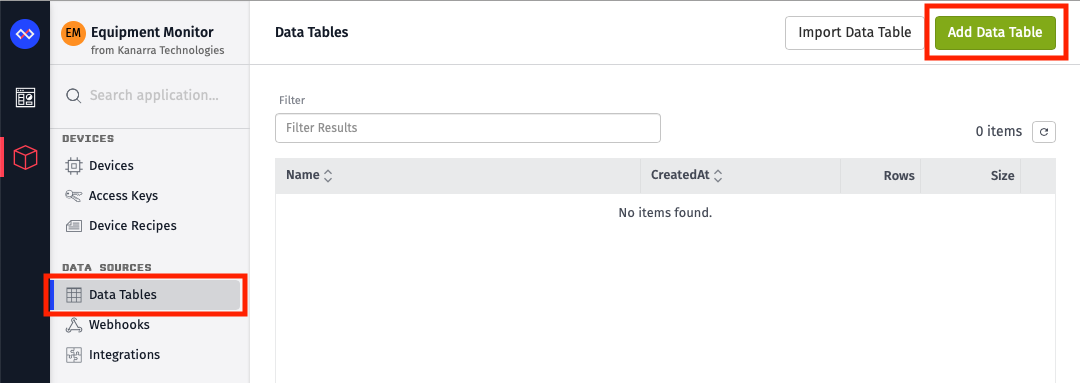 EM Equipment Monitor
from Kanarra Technologies
Search application...
DEVICES
Devices
Access Keys
Device Recipes
DATA SOURCES
Data Tables
Webhooks
Integrations
Data Tables
Import Data Table
Add Data Table
Filter
Filter Results
0 items
Name CreatedAt Rows Size
No items found.